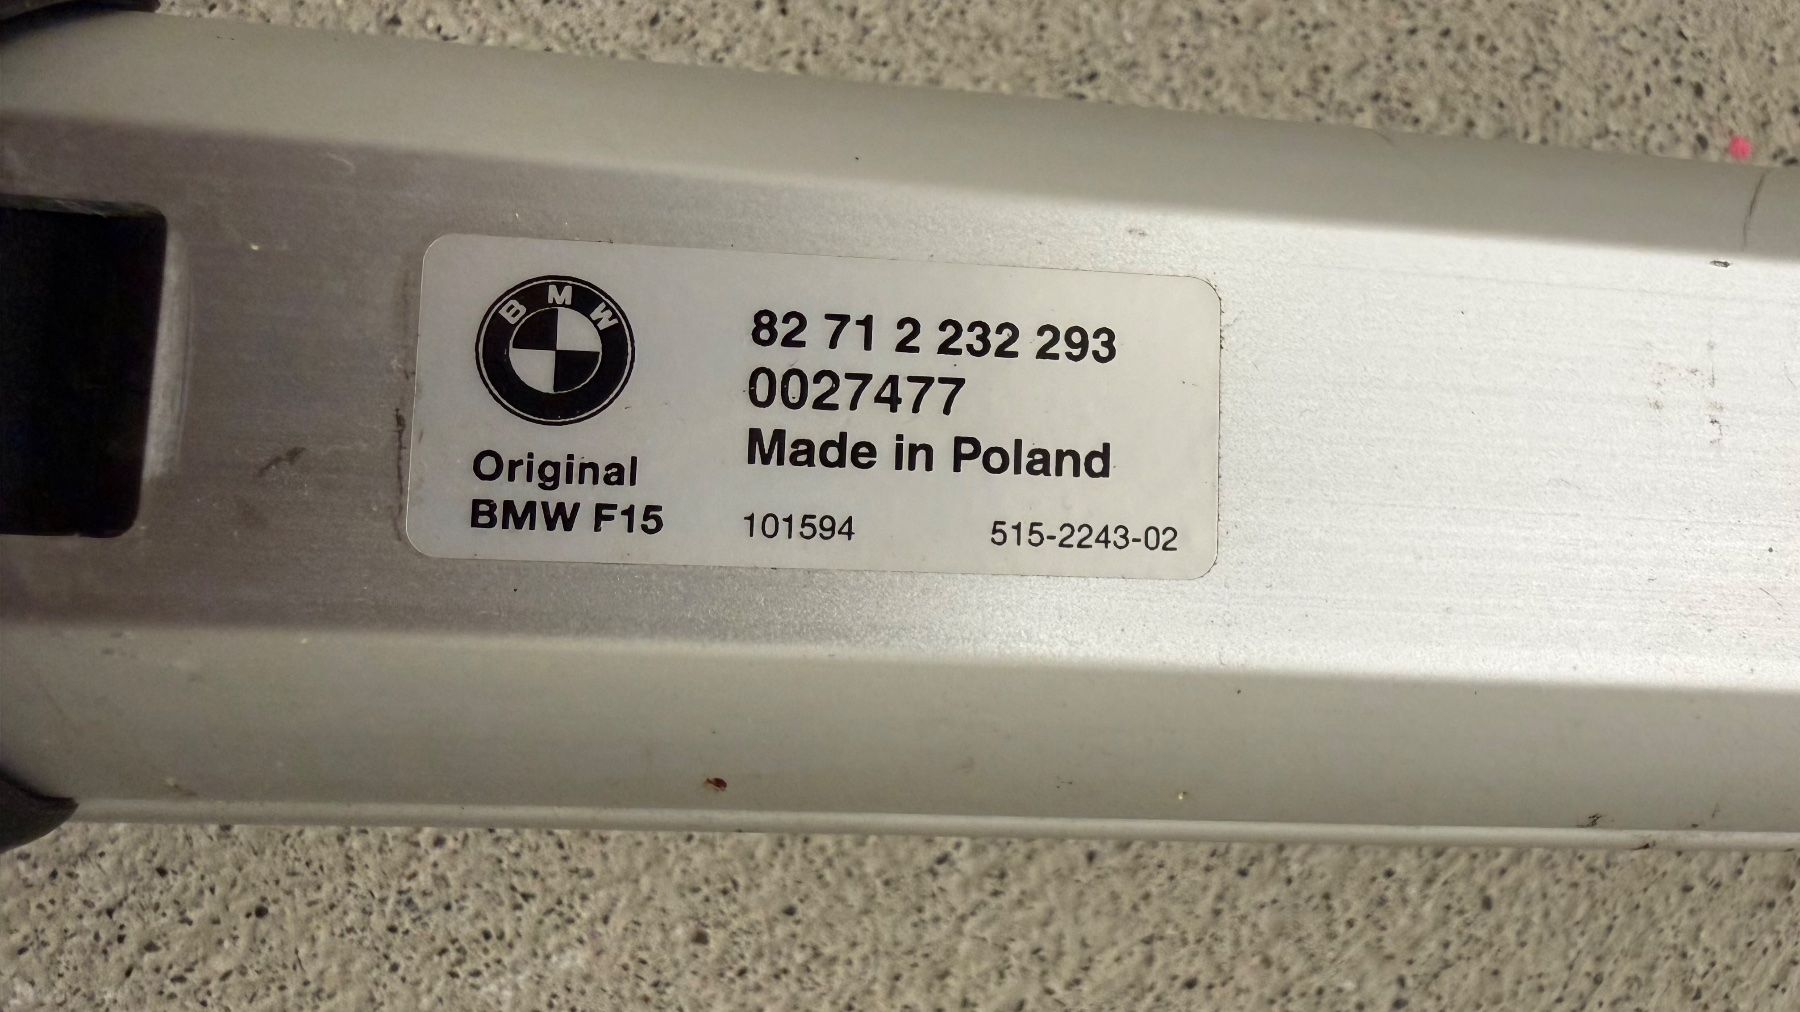 BMW
Original
BMW F15
82 71 2 232 293
0027477
Made in Poland
101594 515-2243-02